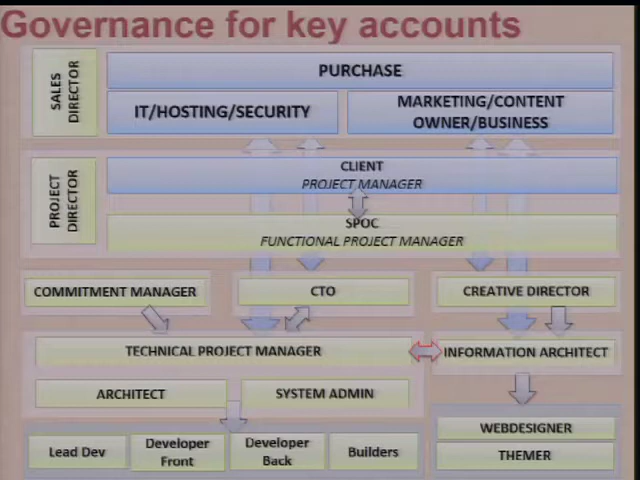 Governance for key accounts
SALES
DIRECTOR
PURCHASE
IT/HOSTING/SECURITY
MARKETING/CONTENT
OWNER/BUSINESS
PROJECT
DIRECTOR
CLIENT
PROJECT MANAGER
SPOC
FUNCTIONAL PROJECT MANAGER
COMMITMENT MANAGER
CTO
CREATIVE DIRECTOR
TECHNICAL PROJECT MANAGER
INFORMATION ARCHITECT
ARCHITECT
SYSTEM ADMIN
WEBDESIGNER
THEMER
Lead Dev
Developer
Front
Developer
Back
Builders